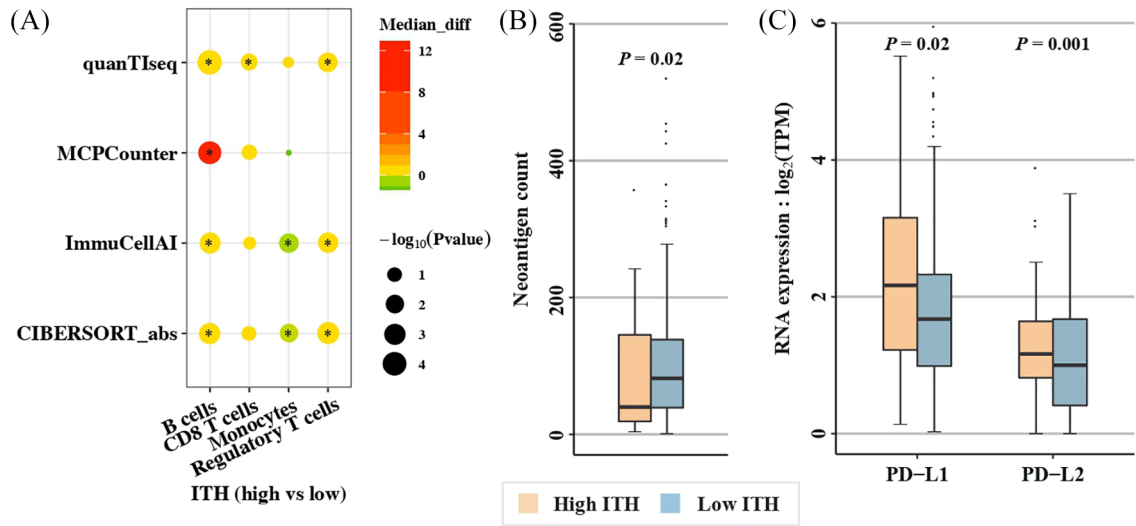 (A)
quanTIseq
MCPCounter
ImmuCellAI
CIBERSORT_abs
* * *
*
* * *
* * *
B cells
CD8 T cells
Monocytes
Regulatory T cells
ITH (high vs low)
Median_diff
12
8
4
0
−log10(Pvalue)
1
2
3
4
(B)
Neoantigen count
600
400
200
0
P = 0.02
(C)
RNA expression : log2(TPM)
6
4
2
0
P = 0.02 P = 0.001
PD−L1 PD−L2
High ITH Low ITH